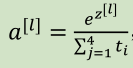 a^{[l]} = \frac{e^{z^{[l]}}}{\sum_{j=1}^{4} t_i},